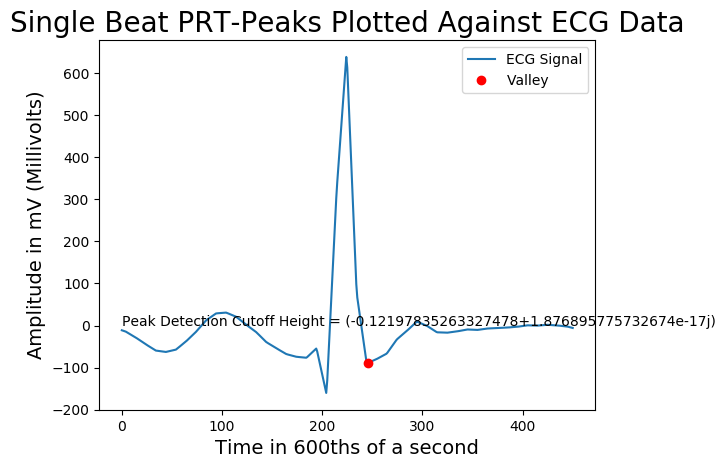 Single Beat PRT-Peaks Plotted Against ECG Data
ECG Signal
Valley
600
500
400
300
200
100
0
−100
−200
Amplitude in mV (Millivolts)
Peak Detection Cutoff Height = (-0.12197835263327478+1.876895775732674e-17j)
0
100
200
300
400
Time in 600ths of a second